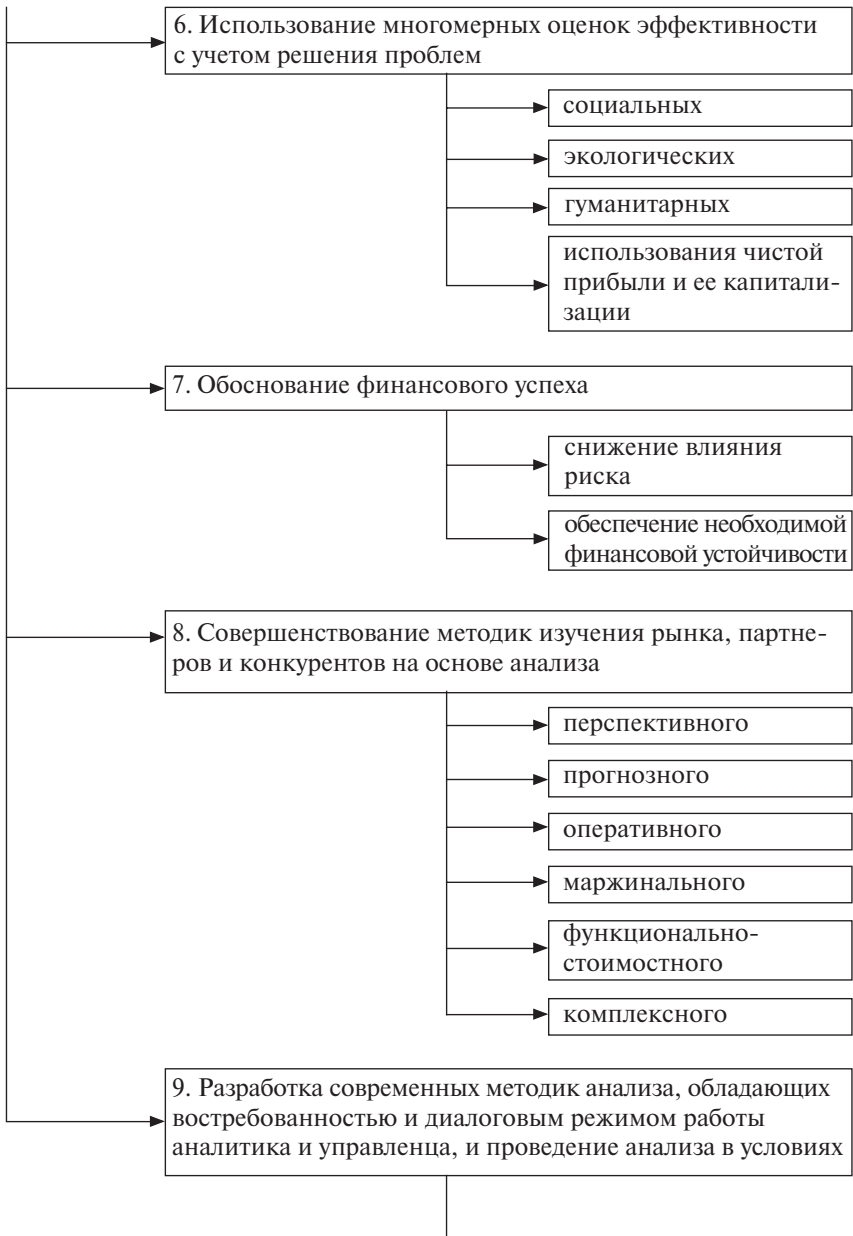 6. Использование многомерных оценок эффективности
с учетом решения проблем
социальных
экологических
гуманитарных
использования чистой
прибыли и ее капитали-
зации
7. Обоснование финансового успеха
снижение влияния
риска
обеспечение необходимой
финансовой устойчивости
8. Совершенствование методик изучения рынка, партне-
ров и конкурентов на основе анализа
перспективного
прогнозного
оперативного
маржинального
функционально-
стоимостного
комплексного
9. Разработка современных методик анализа, обладающих
востребованностью и диалоговым режимом работы
аналитика и управленца, и проведение анализа в условиях